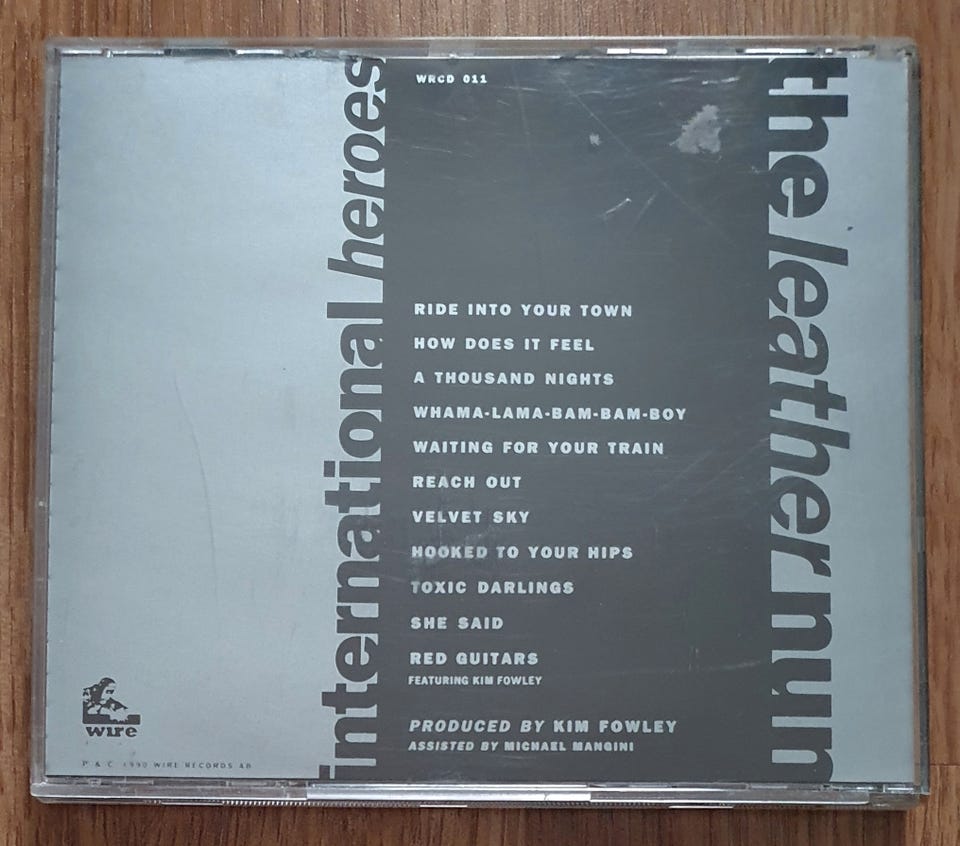 WRCD 011
international heroes
the leather nun
RIDE INTO YOUR TOWN
HOW DOES IT FEEL
A THOUSAND NIGHTS
WHAMA-LAMA-BAM-BAM-BOY
WAITING FOR YOUR TRAIN
REACH OUT
VELVET SKY
HOOKED TO YOUR HIPS
TOXIC DARLINGS
SHE SAID
RED GUITARS
FEATURING KIM FOWLEY
PRODUCED BY KIM FOWLEY
ASSISTED BY MICHAEL MANGINI
wire
P & C 1990 WIRE RECORDS AB